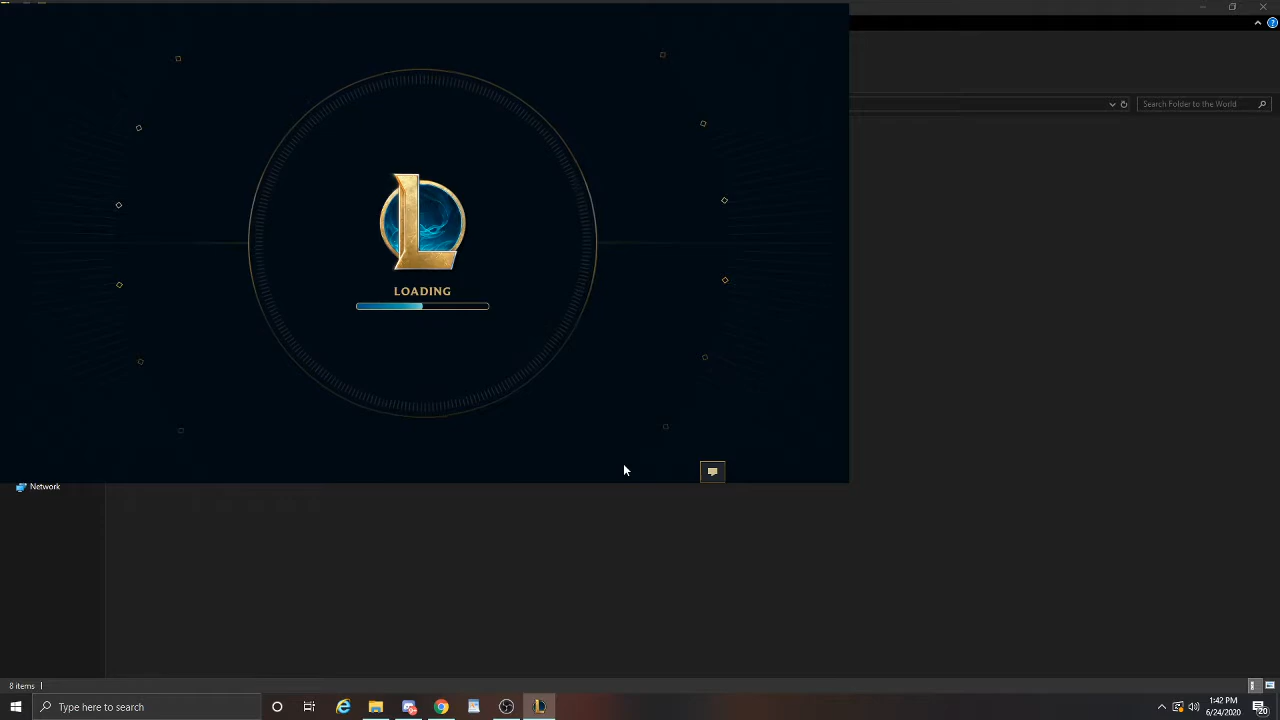 Search Folder to the World
LOADING
Network
8 items
Type here to search
1:42 PM
6/24/2020